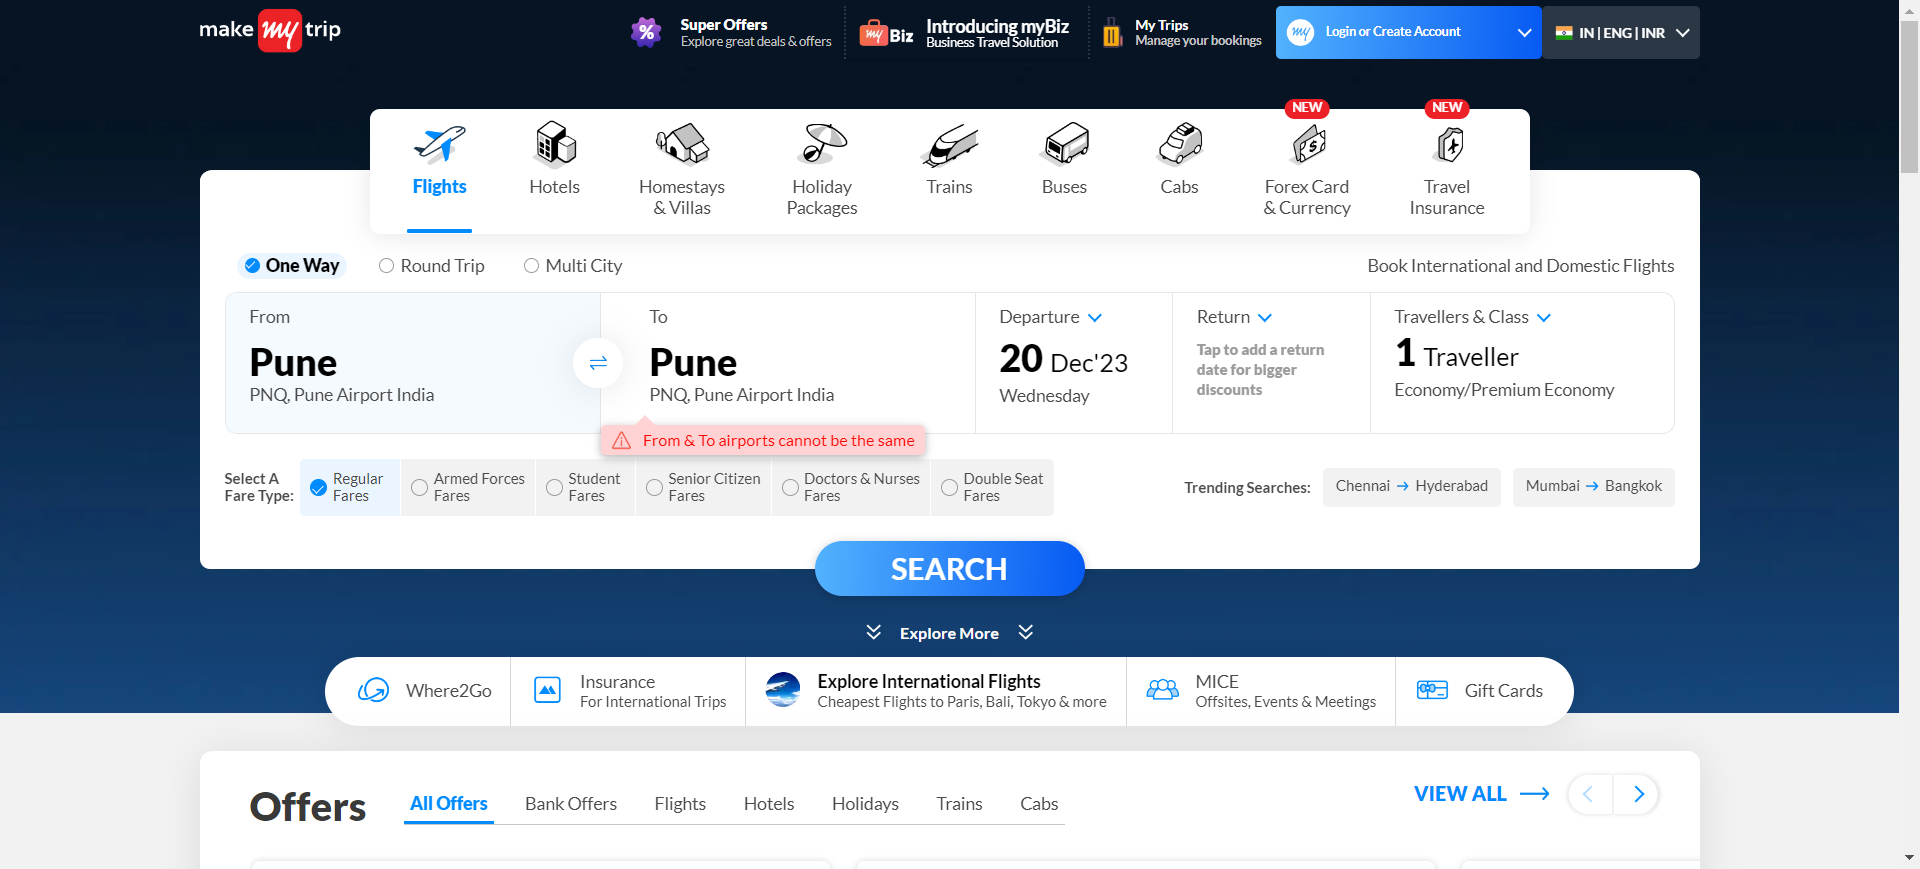 make my trip
Super Offers
Explore great deals & offers
my Biz
Introducing myBiz
Business Travel Solution
My Trips
Manage your bookings
my
Login or Create Account
IN | ENG | INR
NEW
NEW
Flights
Hotels
Homestays
& Villas
Holiday
Packages
Trains
Buses
Cabs
Forex Card
& Currency
Travel
Insurance
One Way
Round Trip
Multi City
Book International and Domestic Flights
From
Pune
PNQ, Pune Airport India
To
Pune
PNQ, Pune Airport India
From & To airports cannot be the same
Departure
20 Dec'23
Wednesday
Return
Tap to add a return
date for bigger
discounts
Travellers & Class
1 Traveller
Economy/Premium Economy
Select A
Fare Type:
Regular
Fares
Armed Forces
Fares
Student
Fares
Senior Citizen
Fares
Doctors & Nurses
Fares
Double Seat
Fares
Trending Searches:
Chennai → Hyderabad
Mumbai → Bangkok
SEARCH
Explore More
Where2Go
Insurance
For International Trips
Explore International Flights
Cheapest Flights to Paris, Bali, Tokyo & more
MICE
Offsites, Events & Meetings
Gift Cards
Offers
All Offers
Bank Offers
Flights
Hotels
Holidays
Trains
Cabs
VIEW ALL →